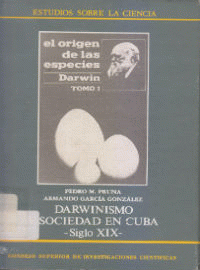 ESTUDIOS SOBRE LA CIENCIA
el origen
de las
especies
Darwin
TOMO I
PEDRO M. PRUNA
ARMANDO GARCÍA GONZÁLEZ
DARWINISMO
SOCIEDAD EN CUBA
-Siglo XIX-
CONSEJO SUPERIOR DE INVESTIGACIONES CIENTIFICAS